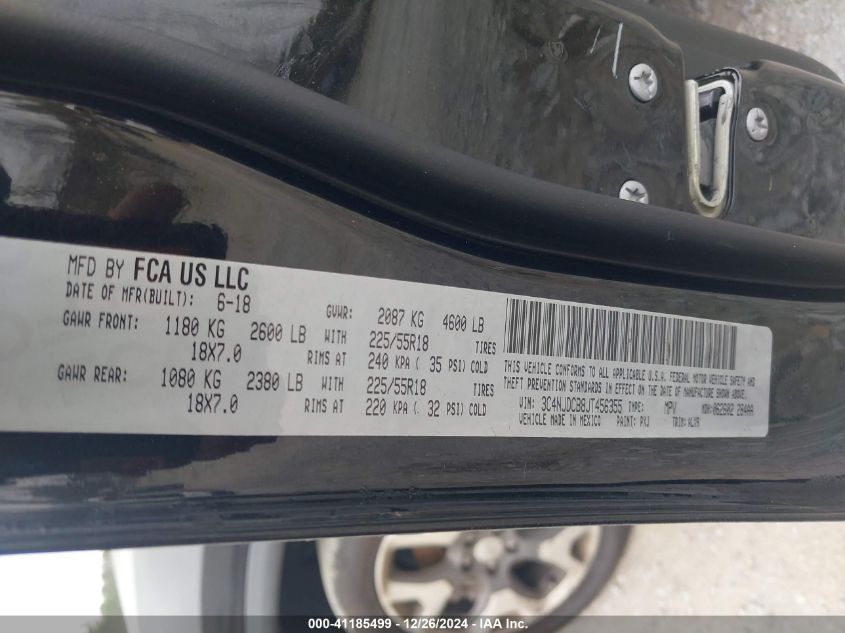 MFD BY FCA US LLC
DATE OF MFR(BUILT): 6-18
GVWR: 2087 KG 4600 LB
GAWR FRONT: 1180 KG 2600 LB WITH 225/55R18 TIRES
18X7.0 RIMS AT 240 KPA ( 35 PSI) COLD
GAWR REAR: 1080 KG 2380 LB WITH 225/55R18 TIRES
18X7.0 RIMS AT 220 KPA ( 32 PSI) COLD
THIS VEHICLE CONFORMS TO ALL APPLICABLE U.S.A. FEDERAL MOTOR VEHICLE SAFETY AND
THEFT PREVENTION STANDARDS IN EFFECT ON THE DATE OF MANUFACTURE SHOWN ABOVE.
VIN: 3C4NJDCB8JT456355 TYPE: MPV MDH:
VEHICLE MADE IN MEXICO PAINT: PXJ TRIM:
000-41185499 - 12/26/2024 - IAA Inc.